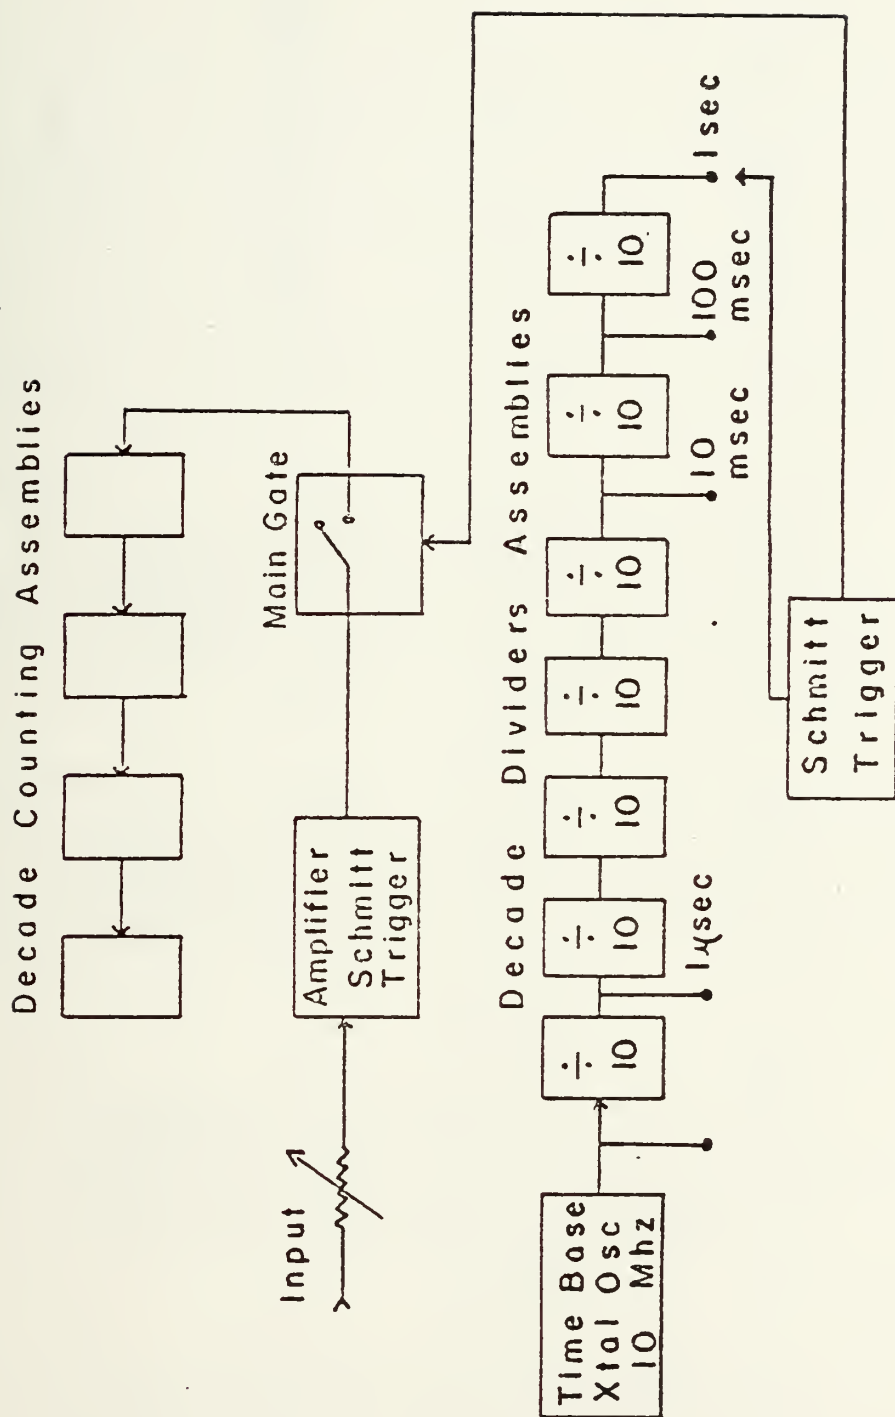 Decade Counting Assemblies
Main Gate
Input
Amplifier
Schmitt
Trigger
Decade Dividers Assemblies
Time Base
Xtal Osc
10 Mhz
÷
10
1μsec
÷
10
÷
10
÷
10
÷
10
10
msec
÷
10
100
msec
÷
10
1sec
Schmitt
Trigger